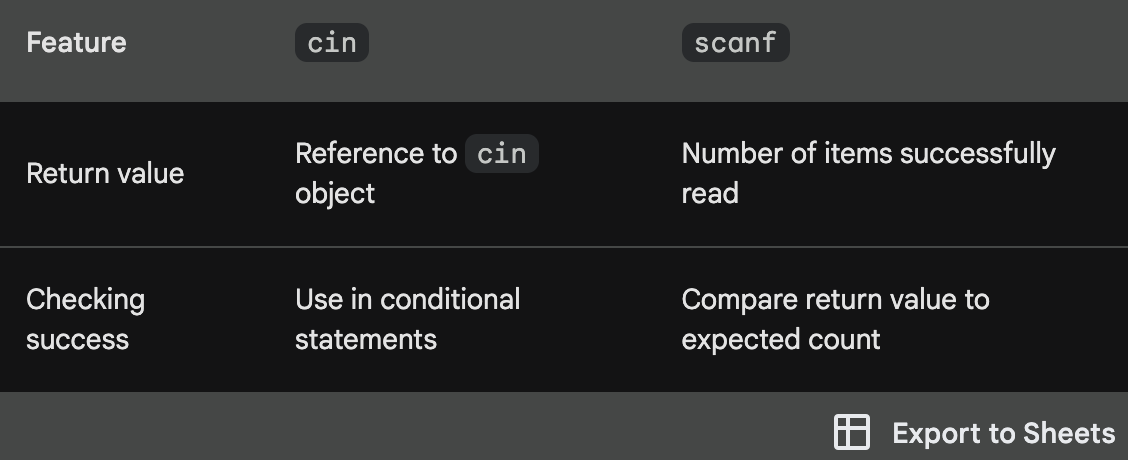 Feature cin scanf
Return value
Reference to cin
object
Number of items successfully
read
Checking
success
Use in conditional
statements
Compare return value to
expected count
Export to Sheets